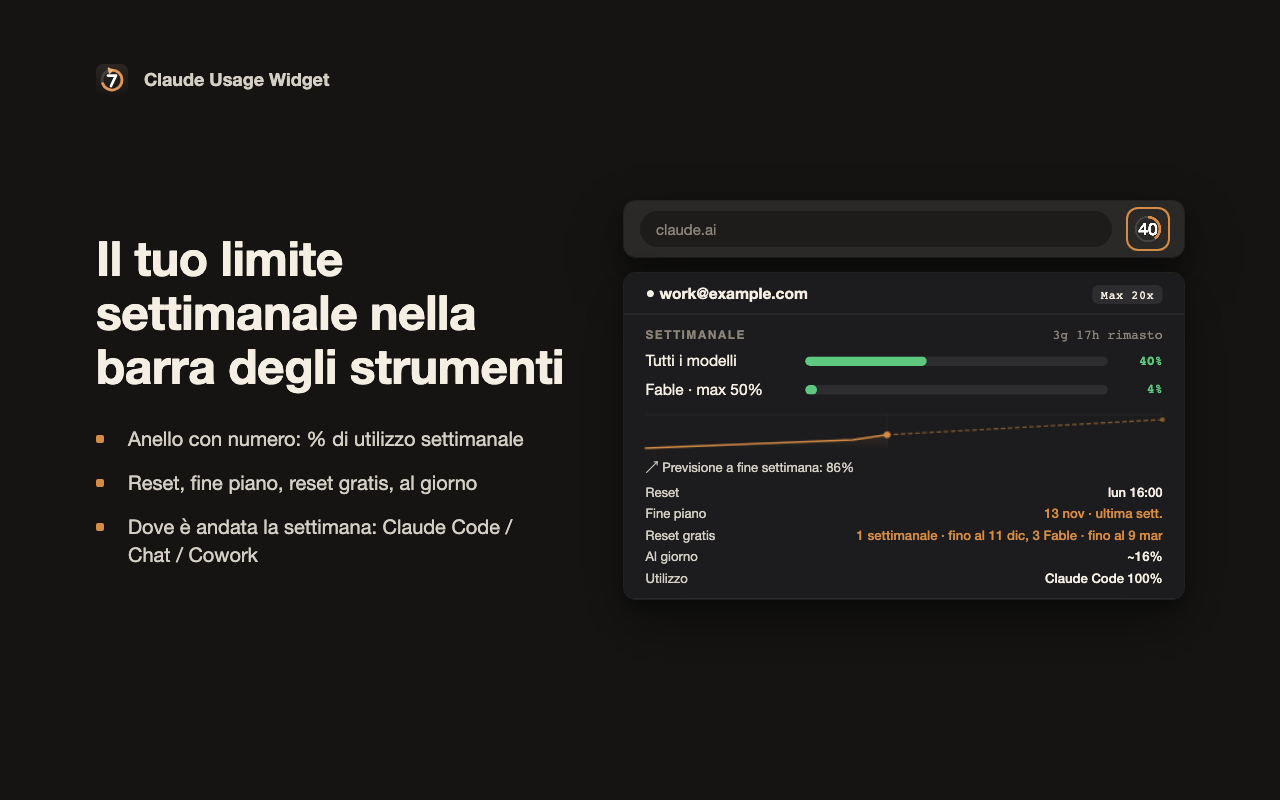 7
Claude Usage Widget
Il tuo limite
settimanale nella
barra degli strumenti
Anello con numero: % di utilizzo settimanale
Reset, fine piano, reset gratis, al giorno
Dove è andata la settimana: Claude Code /
Chat / Cowork
claude.ai
40
work@example.com
Max 20x
SETTIMANALE
3g 17h rimasto
Tutti i modelli
40%
Fable · max 50%
4%
↗ Previsione a fine settimana: 86%
Reset
lun 16:00
Fine piano
13 nov · ultima sett.
Reset gratis
1 settimanale · fino al 11 dic, 3 Fable · fino al 9 mar
Al giorno
~16%
Utilizzo
Claude Code 100%